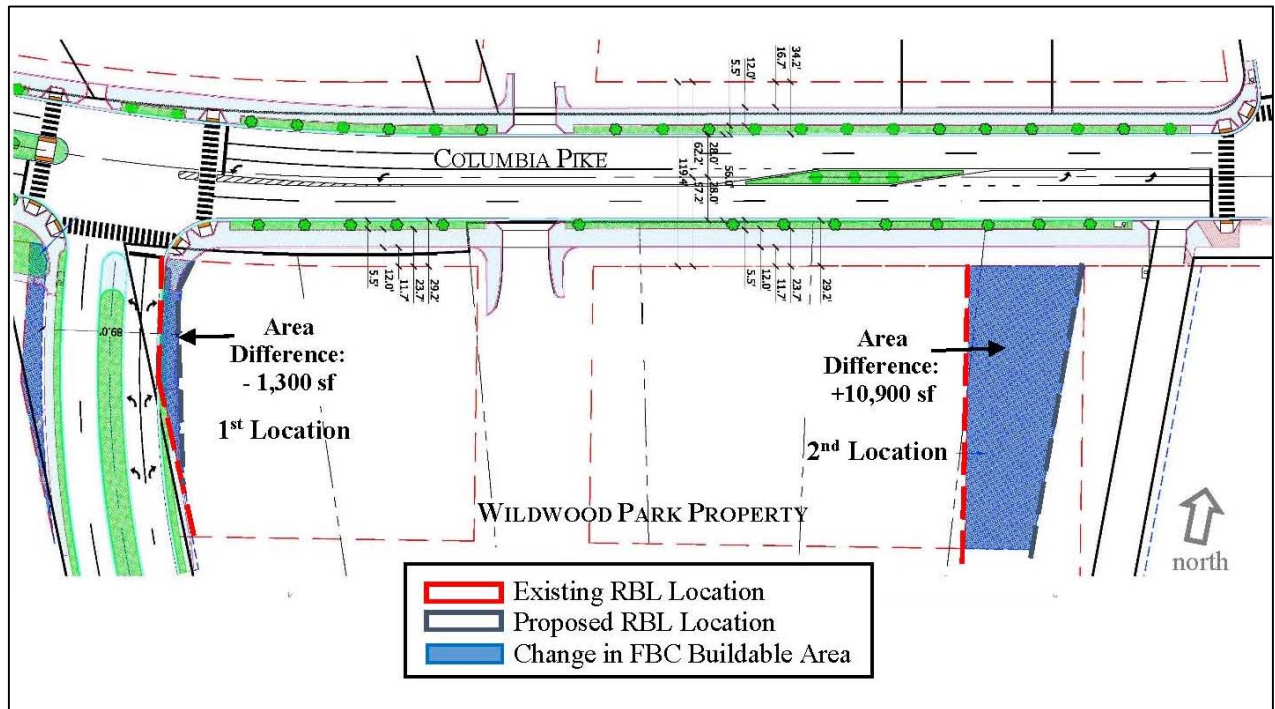 34.2'
16.7'
12.0'
5.5'
COLUMBIA PIKE
28.0'
62.2'
56.0'
119.4'
28.0'
57.2'
5.5'
12.0'
11.7'
23.7'
29.2'
5.5'
12.0'
11.7'
23.7'
29.2'
89.0'
Area
Difference:
- 1,300 sf
1st Location
Area
Difference:
+10,900 sf
2nd Location
WILDWOOD PARK PROPERTY
north
Existing RBL Location
Proposed RBL Location
Change in FBC Buildable Area